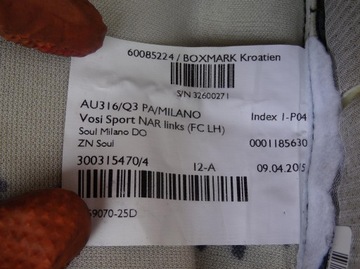 60085224 / BOXMARK Kroatien
S/N 32600271
AU316/Q3 PA/MILANO
Vosi Sport NAR links (FC LH) Index 1-P04
Soul Milano DO
ZN Soul 0001185630
300315470/4 12-A 09.04.2015
59070-25D